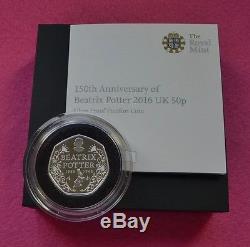 The
Royal
Mint
150th Anniversary of
Beatrix Potter 2016 UK 50p
Silver Proof Piedfort Coin
BEATRIX
POTTER
1866 1943